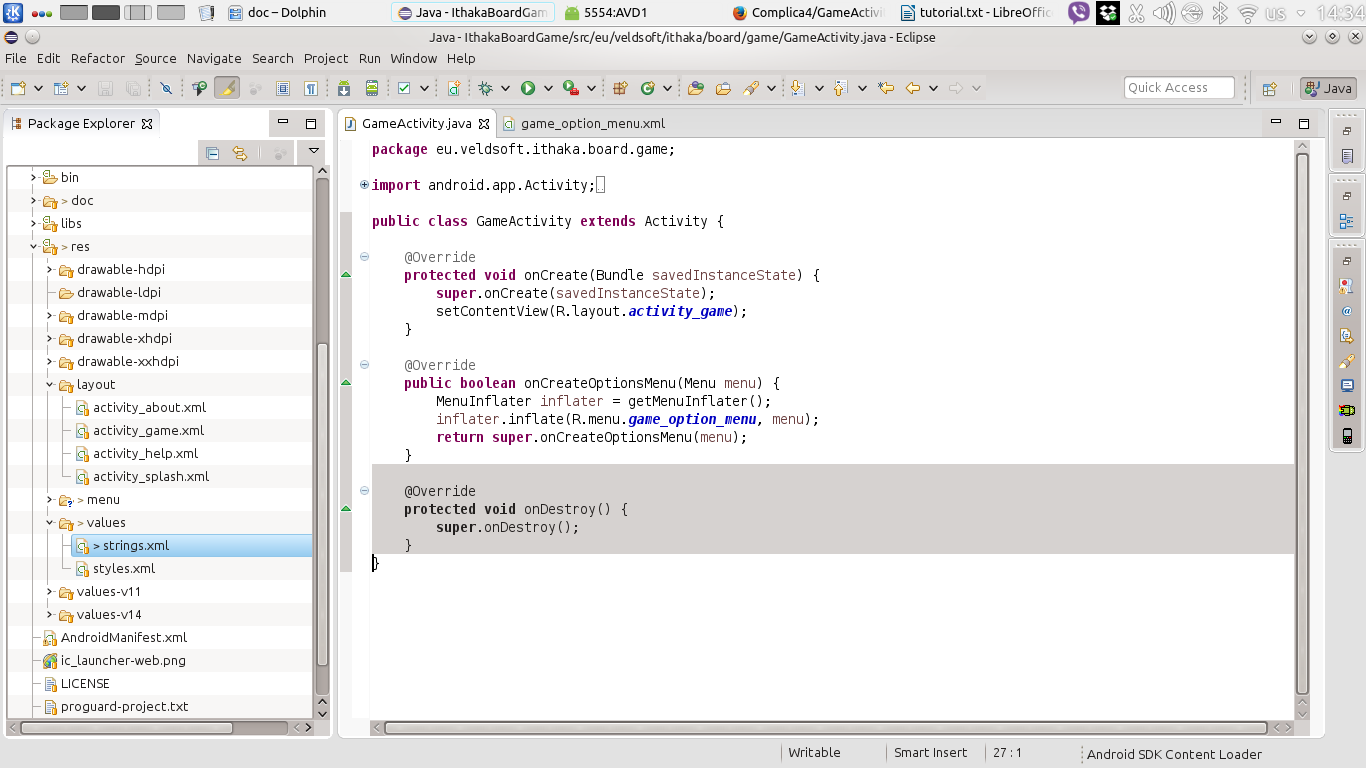 doc – Dolphin
Java - IthakaBoardGam
5554:AVD1
Complica4/GameActivi
tutorial.txt - LibreOffic
us
14:34
Java - IthakaBoardGame/src/eu/veldsoft/ithaka/board/game/GameActivity.java - Eclipse
File Edit Refactor Source Navigate Search Project Run Window Help
Quick Access
Java
Package Explorer
GameActivity.java
game_option_menu.xml
bin
> doc
libs
> res
drawable-hdpi
drawable-ldpi
drawable-mdpi
drawable-xhdpi
drawable-xxhdpi
layout
activity_about.xml
activity_game.xml
activity_help.xml
activity_splash.xml
> menu
> values
> strings.xml
styles.xml
values-v11
values-v14
AndroidManifest.xml
ic_launcher-web.png
LICENSE
proguard-project.txt
package eu.veldsoft.ithaka.board.game;
import android.app.Activity;
public class GameActivity extends Activity {
@Override
protected void onCreate(Bundle savedInstanceState) {
super.onCreate(savedInstanceState);
setContentView(R.layout.activity_game);
}
@Override
public boolean onCreateOptionsMenu(Menu menu) {
MenuInflater inflater = getMenuInflater();
inflater.inflate(R.menu.game_option_menu, menu);
return super.onCreateOptionsMenu(menu);
}
@Override
protected void onDestroy() {
super.onDestroy();
}
}
Writable
Smart Insert
27 : 1
Android SDK Content Loader